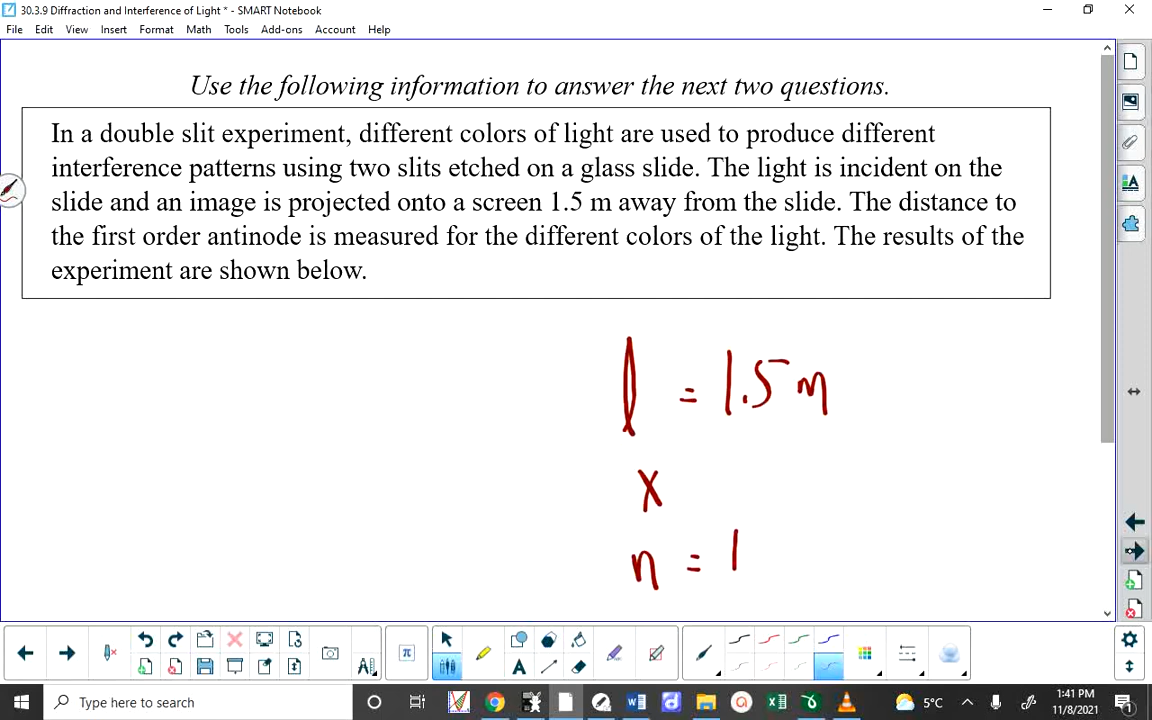 30.3.9 Diffraction and Interference of Light * - SMART Notebook
File Edit View Insert Format Math Tools Add-ons Account Help
Use the following information to answer the next two questions.
In a double slit experiment, different colors of light are used to produce different
interference patterns using two slits etched on a glass slide. The light is incident on the
slide and an image is projected onto a screen 1.5 m away from the slide. The distance to
the first order antinode is measured for the different colors of the light. The results of the
experiment are shown below.
l = 1.5 m
x
n = 1
Type here to search
5°C
1:41 PM
11/8/2021